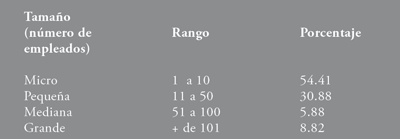 Tamaño
(número de Rango Porcentaje
empleados)
Micro 1 a 10 54.41
Pequeña 11 a 50 30.88
Mediana 51 a 100 5.88
Grande + de 101 8.82